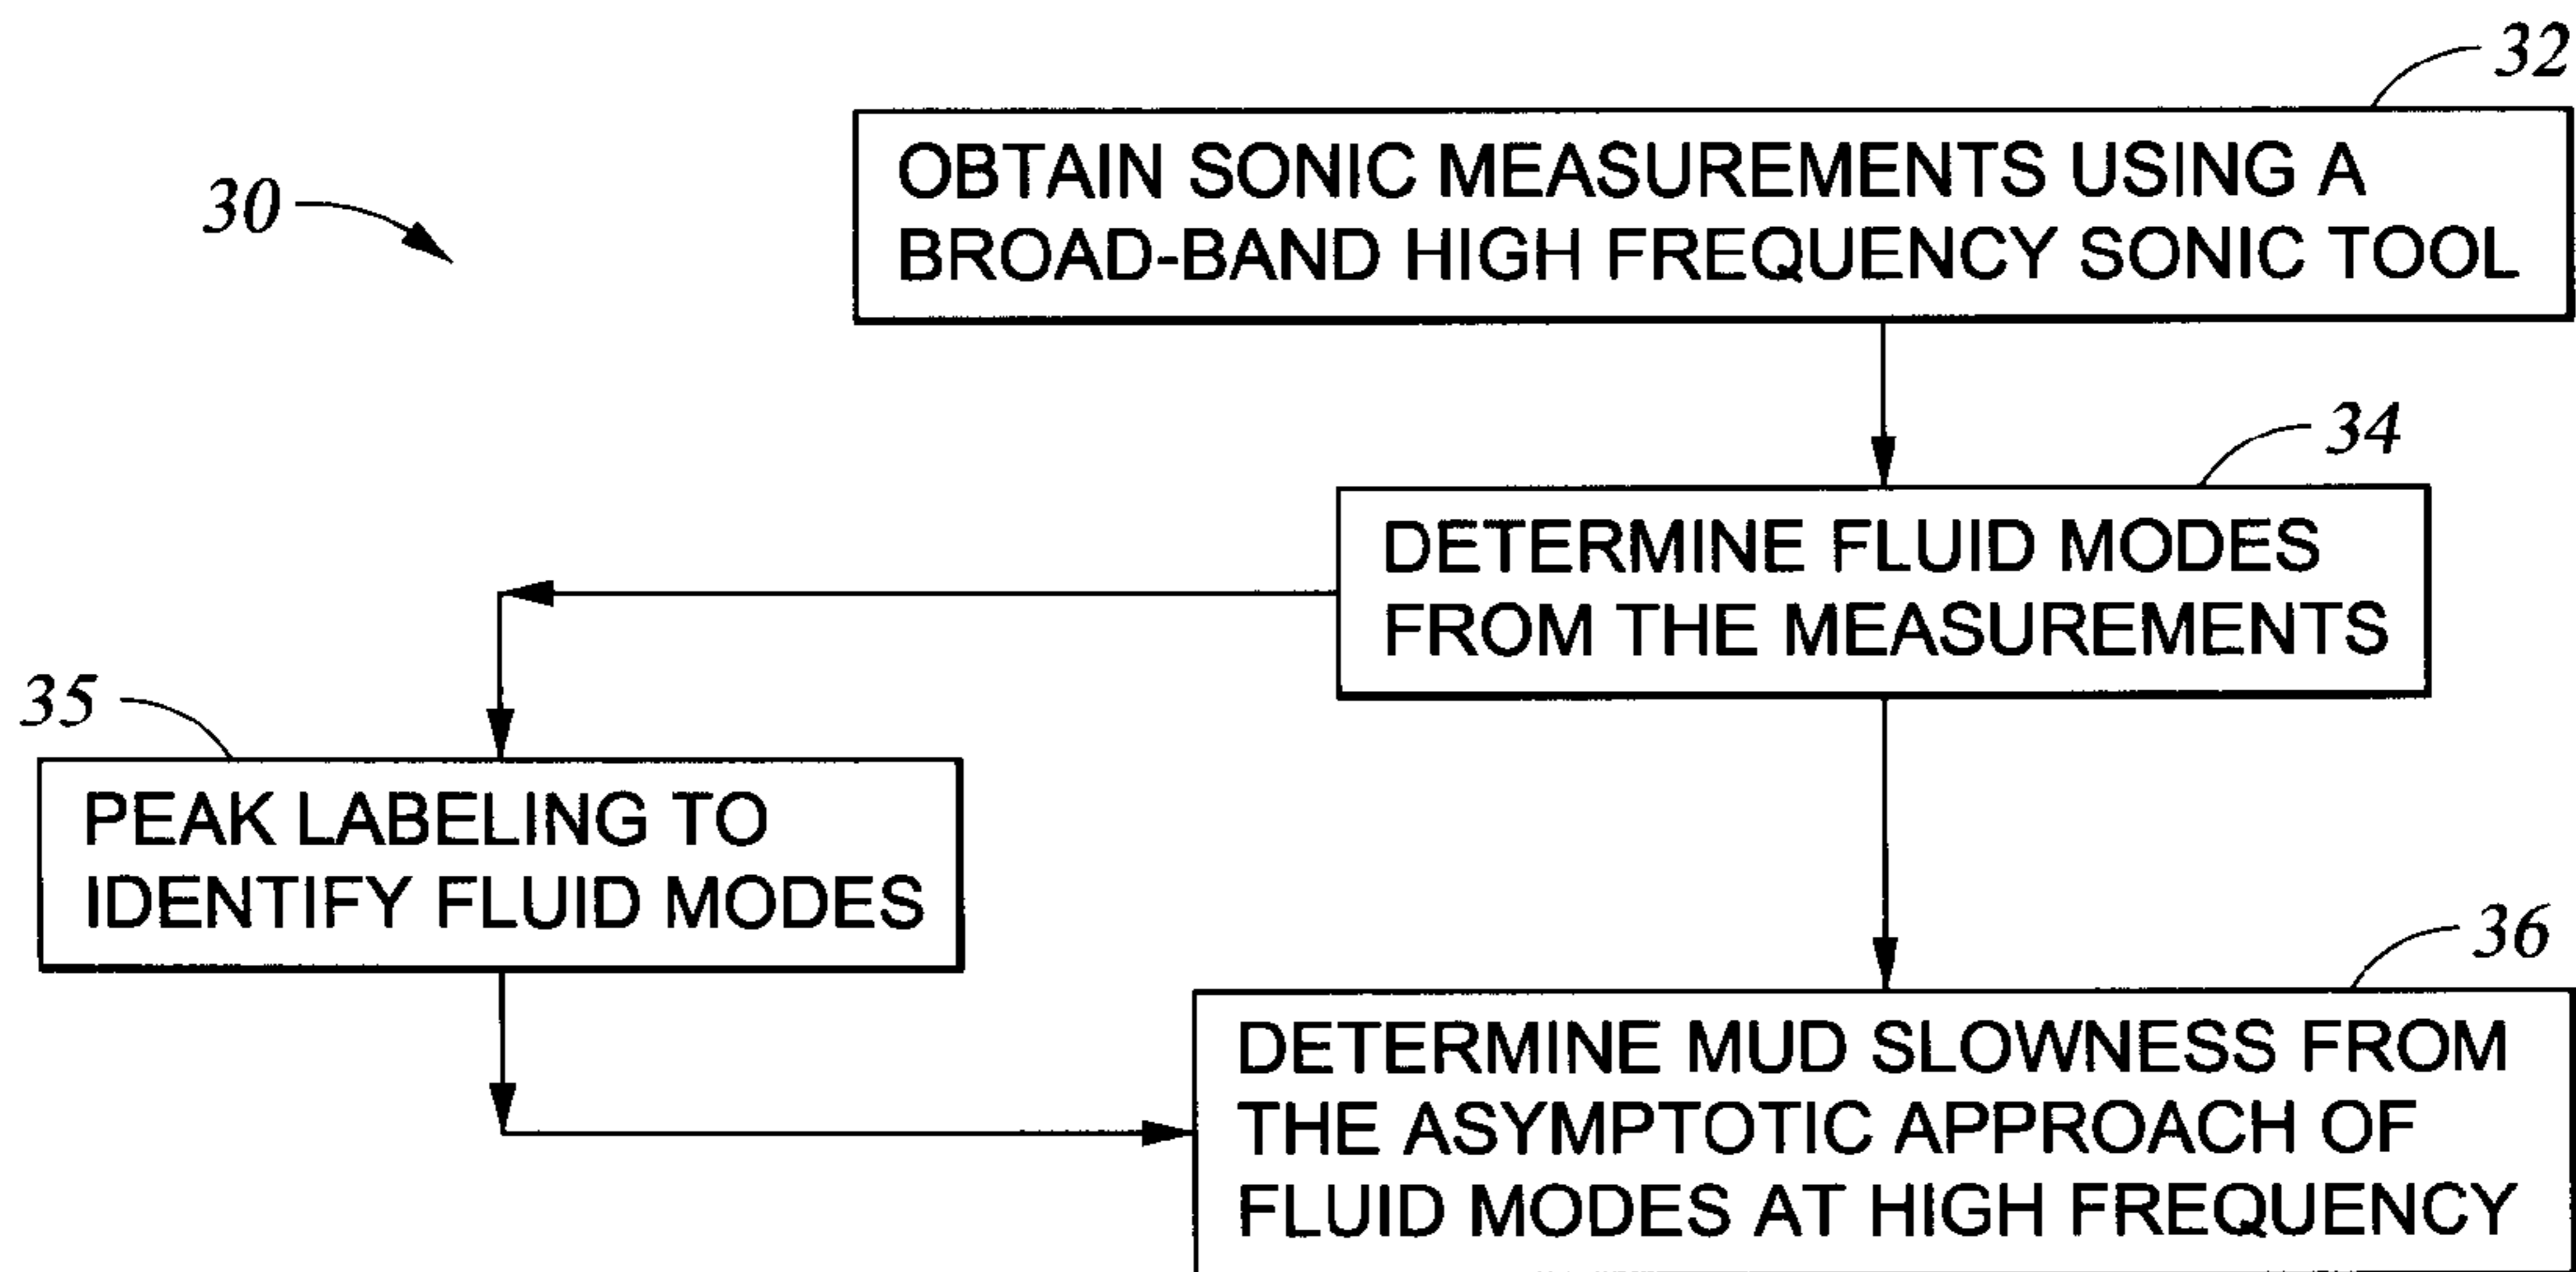 32
30
OBTAIN SONIC MEASUREMENTS USING A
BROAD-BAND HIGH FREQUENCY SONIC TOOL
34
DETERMINE FLUID MODES
FROM THE MEASUREMENTS
35
PEAK LABELING TO
IDENTIFY FLUID MODES
36
DETERMINE MUD SLOWNESS FROM
THE ASYMPTOTIC APPROACH OF
FLUID MODES AT HIGH FREQUENCY